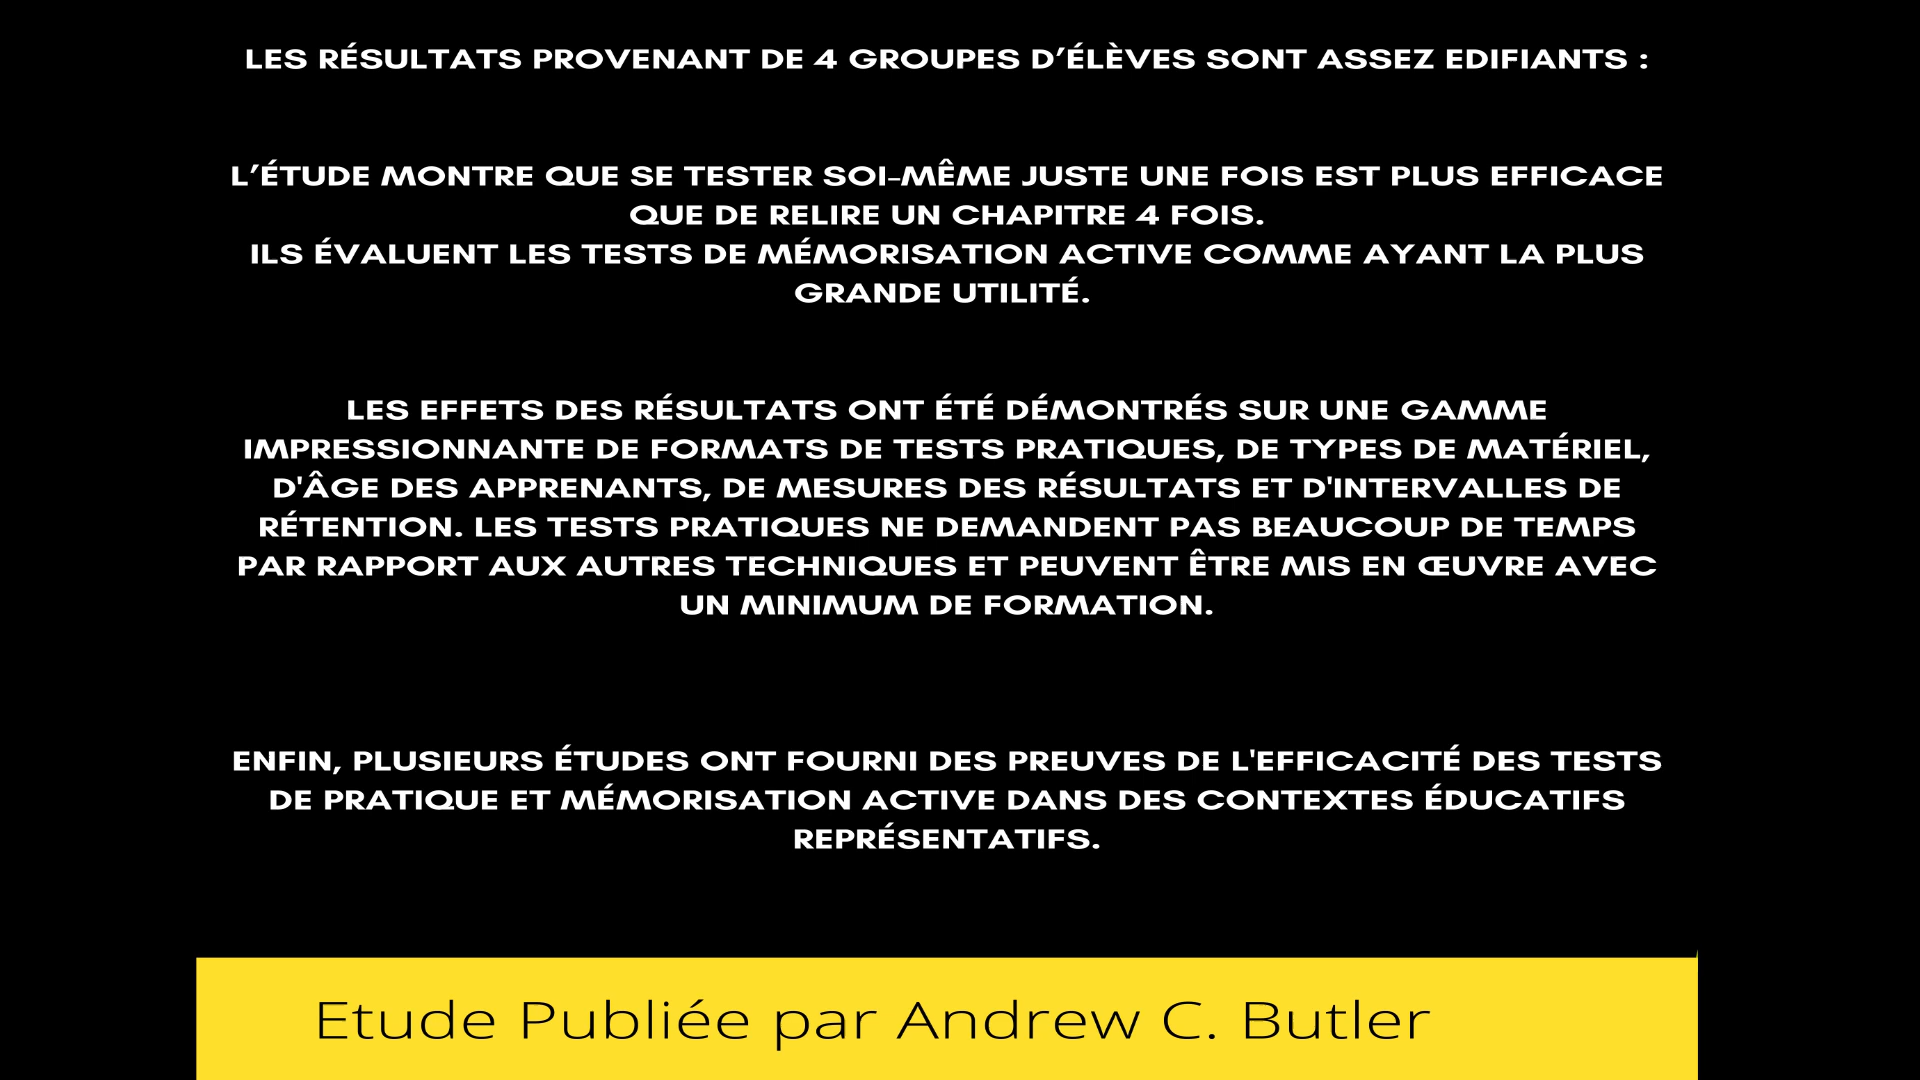 LES RÉSULTATS PROVENANT DE 4 GROUPES D’ÉLÈVES SONT ASSEZ EDIFIANTS :
L’ÉTUDE MONTRE QUE SE TESTER SOI-MÊME JUSTE UNE FOIS EST PLUS EFFICACE
QUE DE RELIRE UN CHAPITRE 4 FOIS.
ILS ÉVALUENT LES TESTS DE MÉMORISATION ACTIVE COMME AYANT LA PLUS
GRANDE UTILITÉ.
LES EFFETS DES RÉSULTATS ONT ÉTÉ DÉMONTRÉS SUR UNE GAMME
IMPRESSIONNANTE DE FORMATS DE TESTS PRATIQUES, DE TYPES DE MATÉRIEL,
D'ÂGE DES APPRENANTS, DE MESURES DES RÉSULTATS ET D'INTERVALLES DE
RÉTENTION. LES TESTS PRATIQUES NE DEMANDENT PAS BEAUCOUP DE TEMPS
PAR RAPPORT AUX AUTRES TECHNIQUES ET PEUVENT ÊTRE MIS EN ŒUVRE AVEC
UN MINIMUM DE FORMATION.
ENFIN, PLUSIEURS ÉTUDES ONT FOURNI DES PREUVES DE L'EFFICACITÉ DES TESTS
DE PRATIQUE ET MÉMORISATION ACTIVE DANS DES CONTEXTES ÉDUCATIFS
REPRÉSENTATIFS.
Etude Publiée par Andrew C. Butler